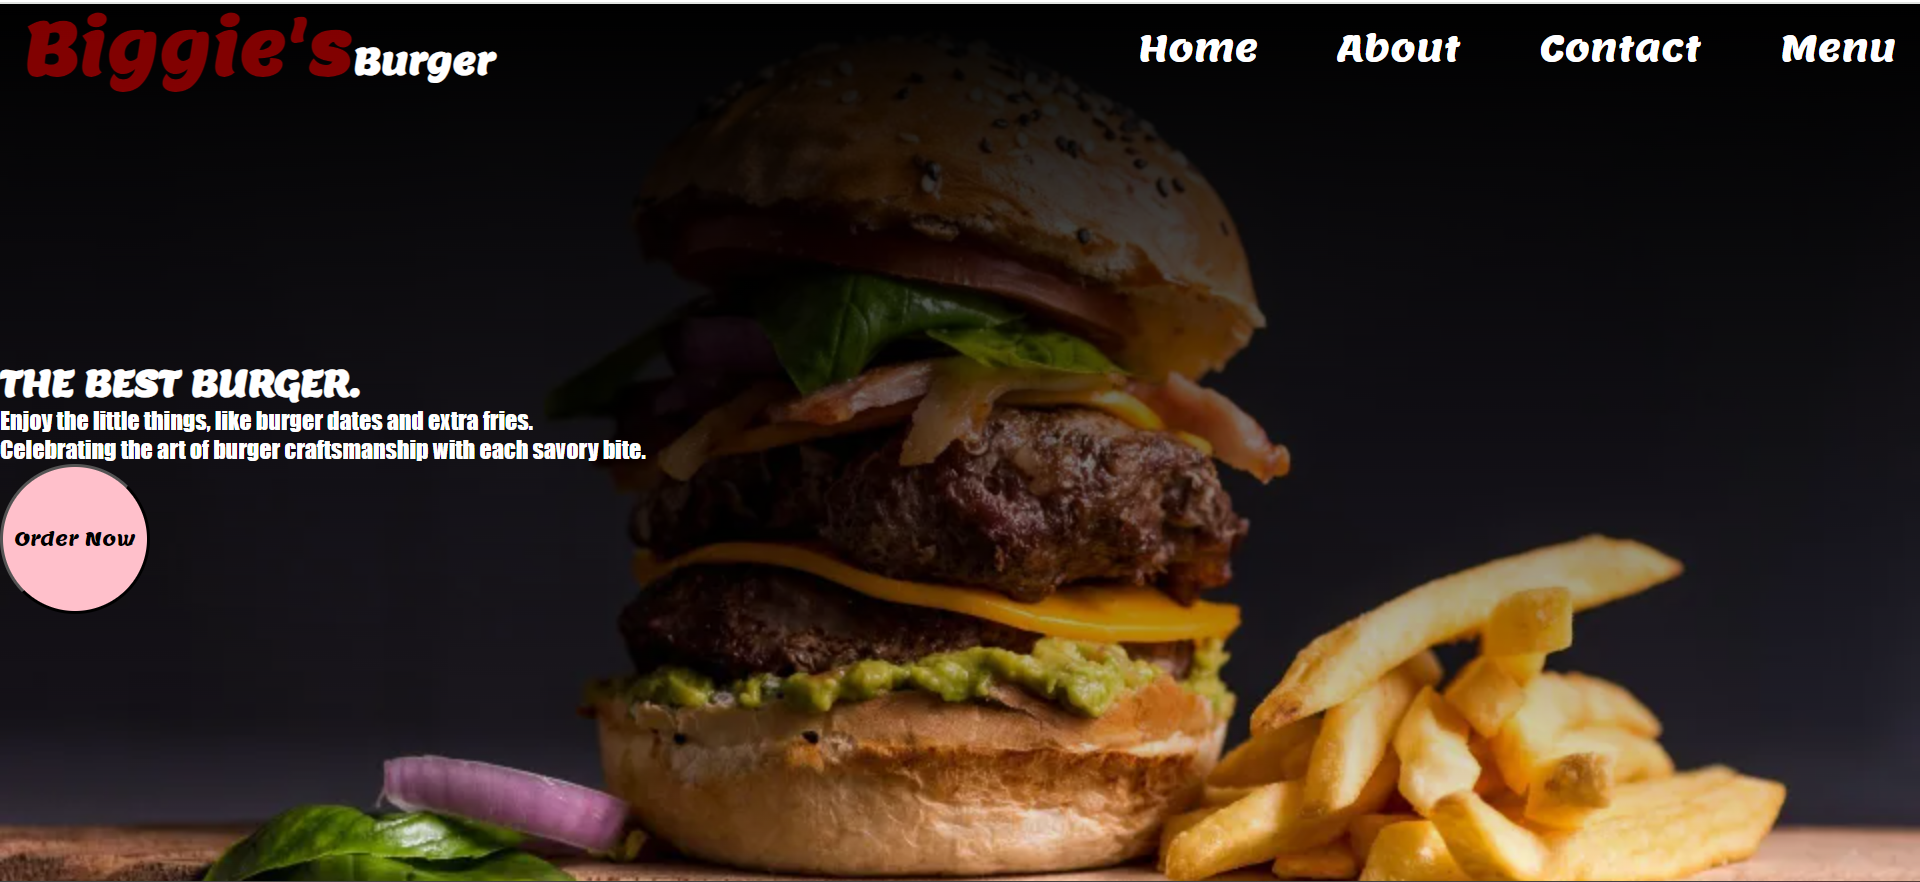 Biggie's Burger
Home About Contact Menu
THE BEST BURGER.
Enjoy the little things, like burger dates and extra fries.
Celebrating the art of burger craftsmanship with each savory bite.
Order Now